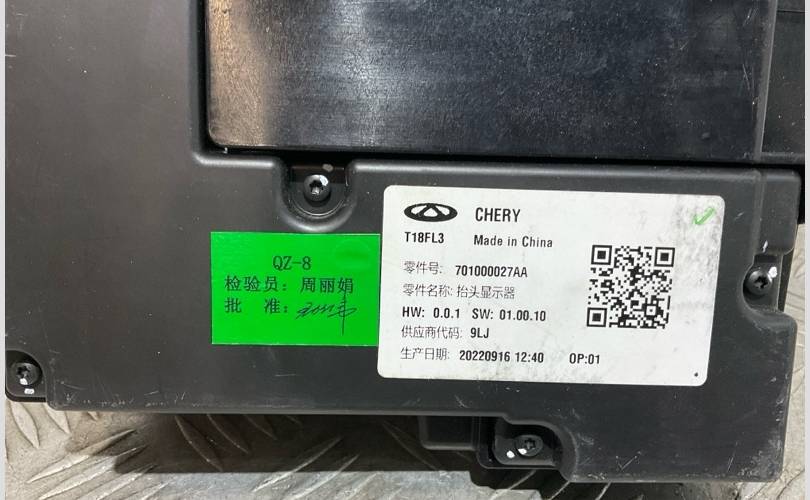 QZ-8
检验员：周丽娟
批 准：
CHERY
T18FL3 Made in China
零件号: 701000027AA
零件名称: 抬头显示器
HW: 0.0.1 SW: 01.00.10
供应商代码: 9LJ
生产日期: 20220916 12:40 OP:01